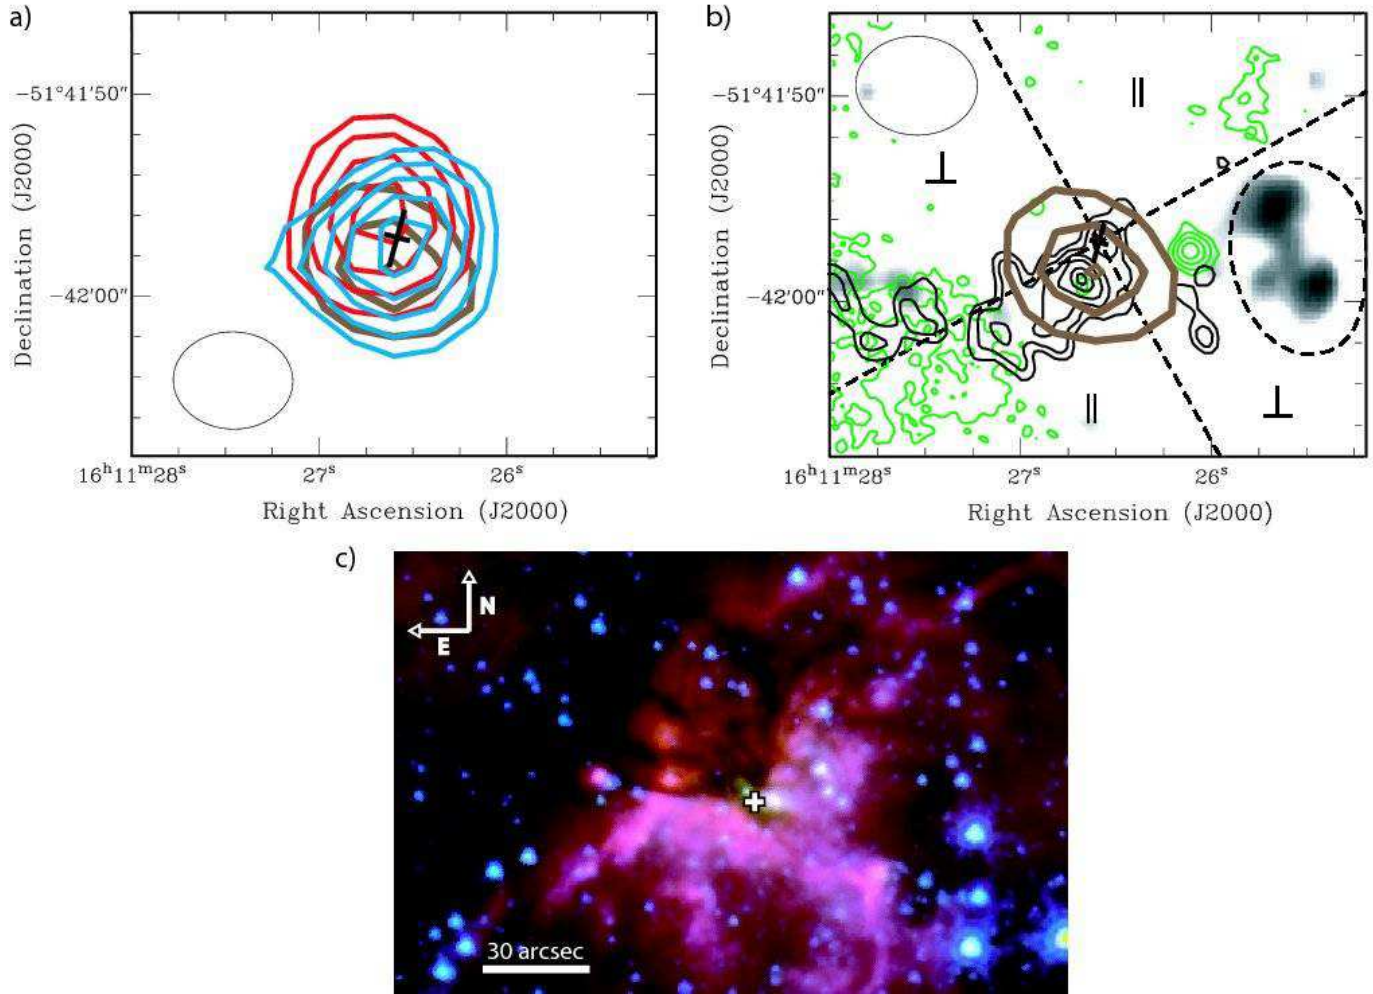 a)
−51°41′50″
−42′00″
Declination (J2000)
16ʰ11ᵐ28ˢ
27ˢ
26ˢ
Right Ascension (J2000)
b)
−51°41′50″
−42′00″
Declination (J2000)
||
⊥
||
⊥
16ʰ11ᵐ28ˢ
27ˢ
26ˢ
Right Ascension (J2000)
c)
N
E
30 arcsec